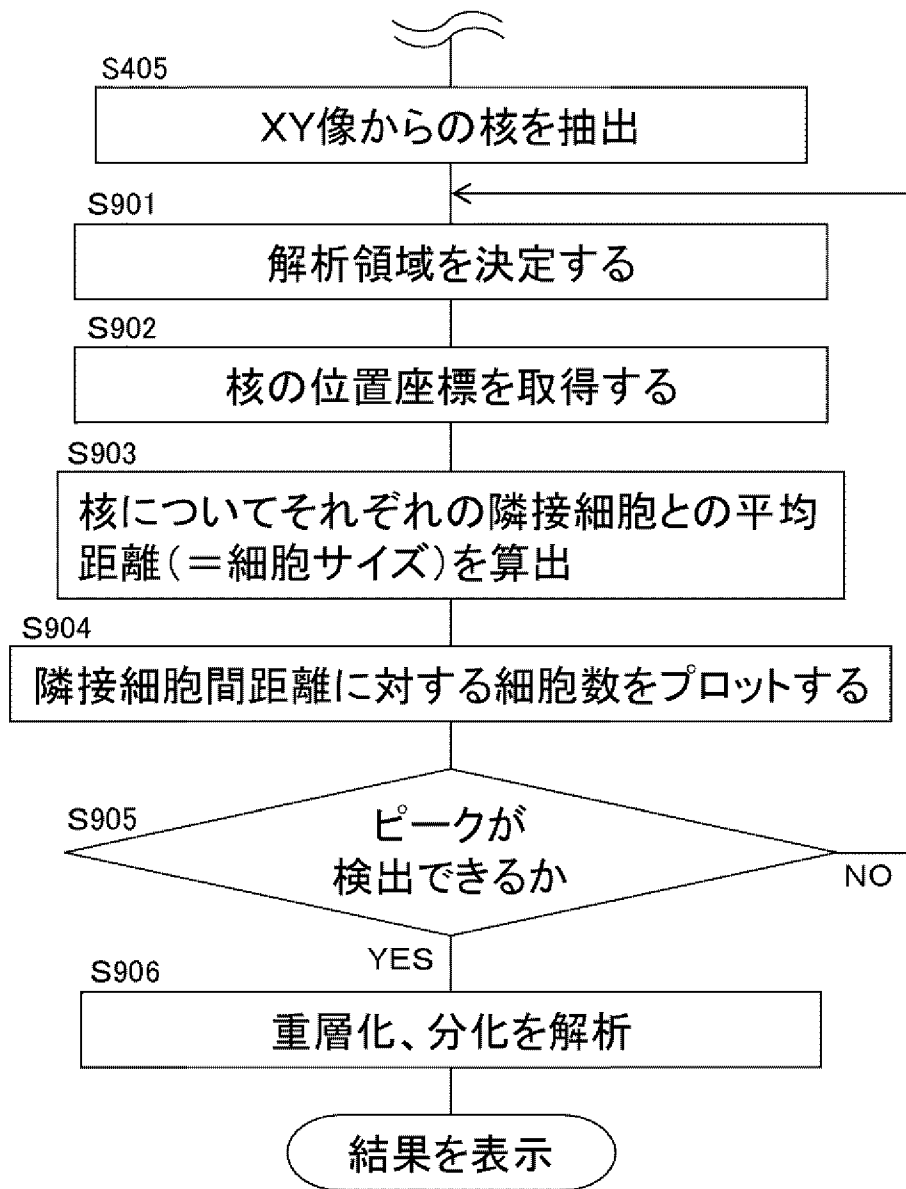 S405
XY像からの核を抽出
S901
解析領域を決定する
S902
核の位置座標を取得する
S903
核についてそれぞれの隣接細胞との平均
距離(=細胞サイズ)を算出
S904
隣接細胞間距離に対する細胞数をプロットする
S905
ピークが
検出できるか
NO
YES
S906
重層化、分化を解析
結果を表示